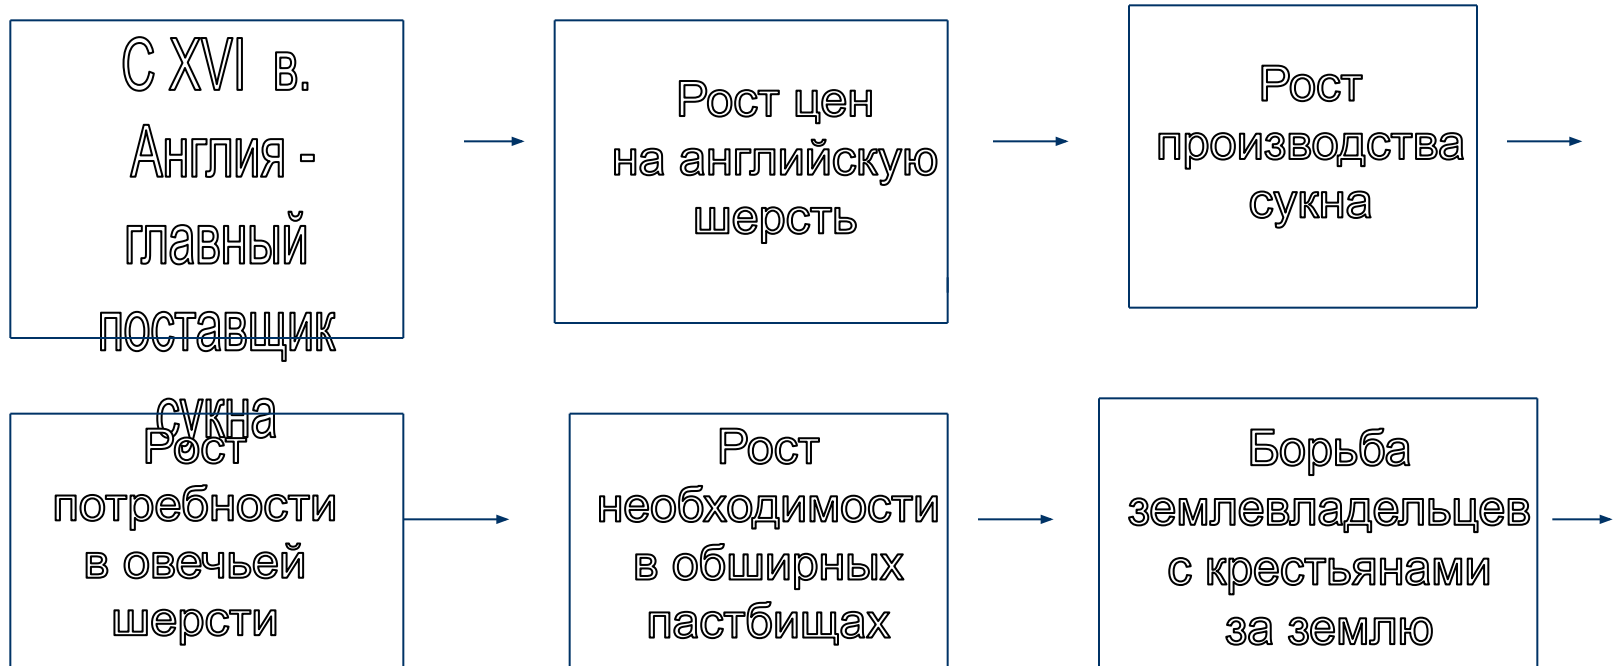 С XVI в.
Англия -
главный
поставщик
сукна
Рост цен
на английскую
шерсть
Рост
производства
сукна
Рост
потребности
в овечьей
шерсти
Рост
необходимости
в обширных
пастбищах
Борьба
землевладельцев
с крестьянами
за землю